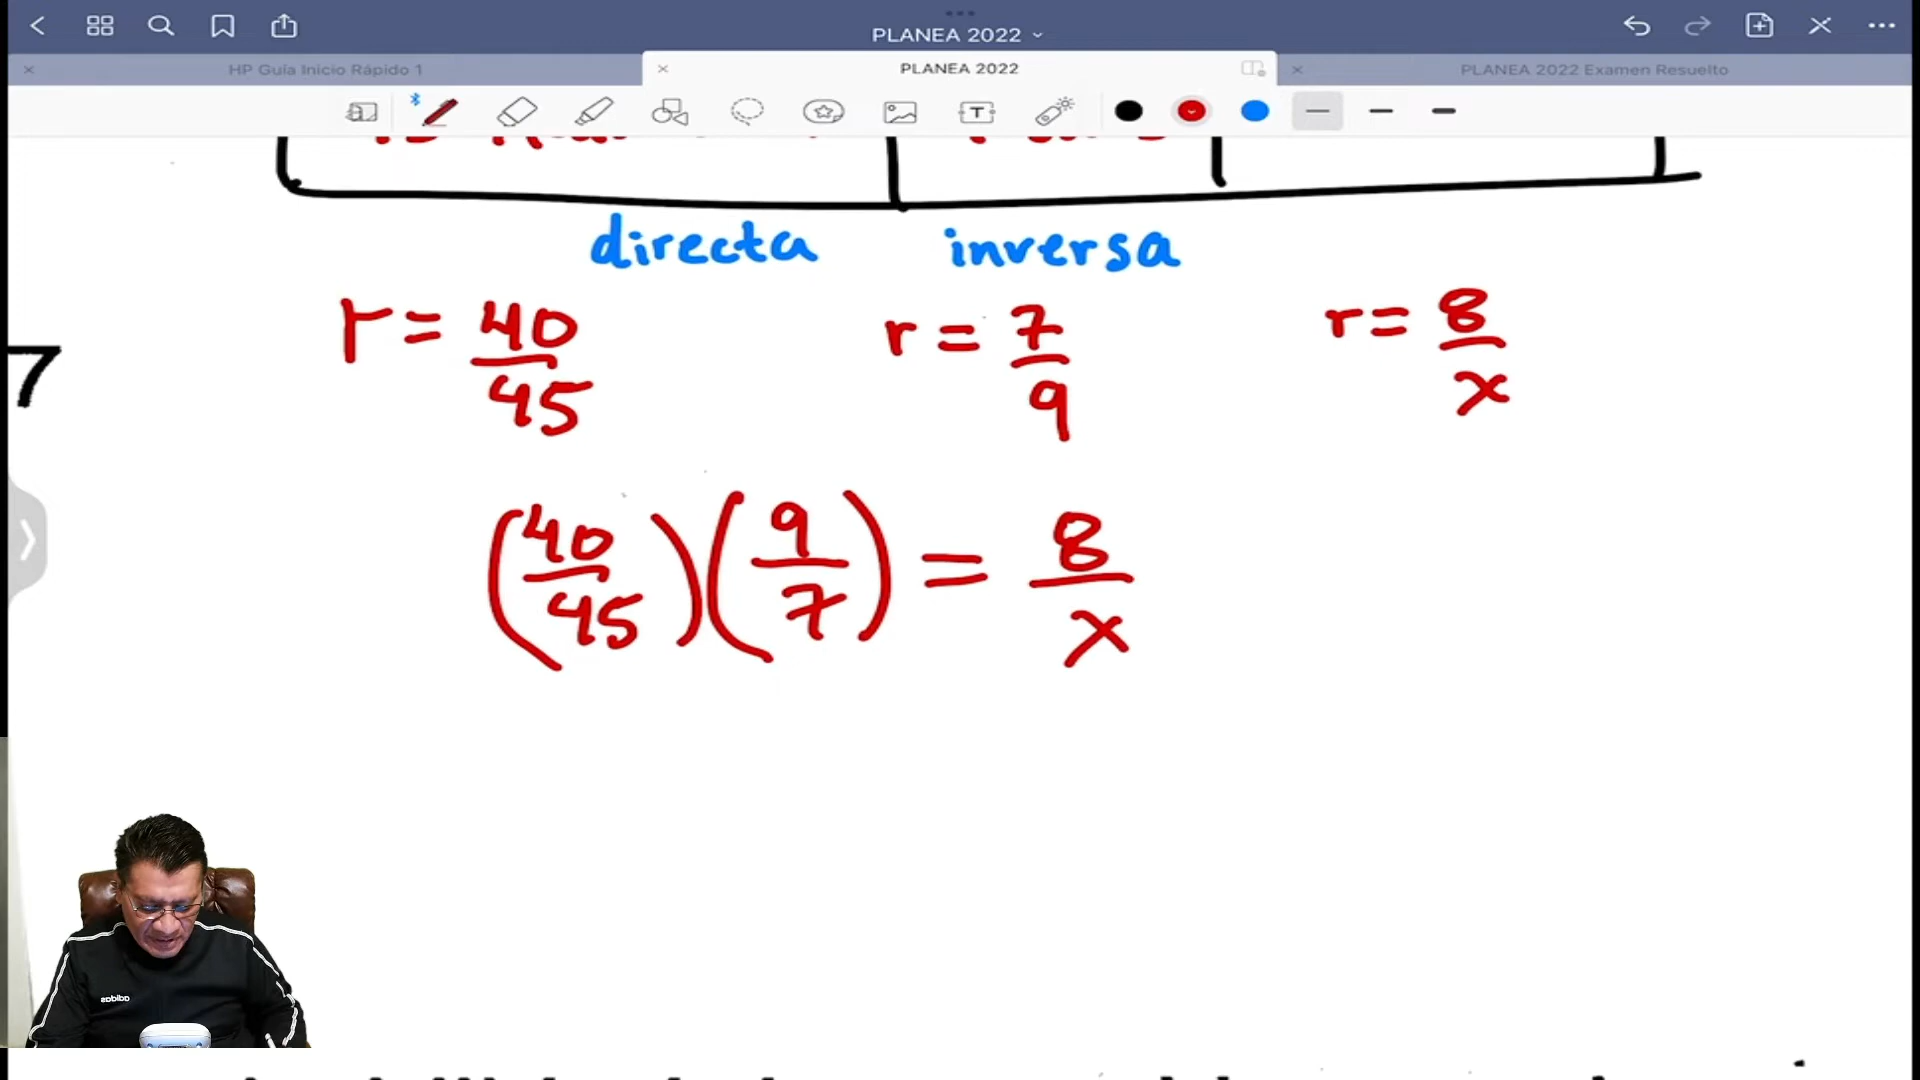 PLANEA 2022
HP Guía Inicio Rápido 1
PLANEA 2022
PLANEA 2022 Examen Resuelto
T
directa inversa
r = 40/45 r = 7/9 r = 8/x
7
(40/45)(9/7) = 8/x
adidas